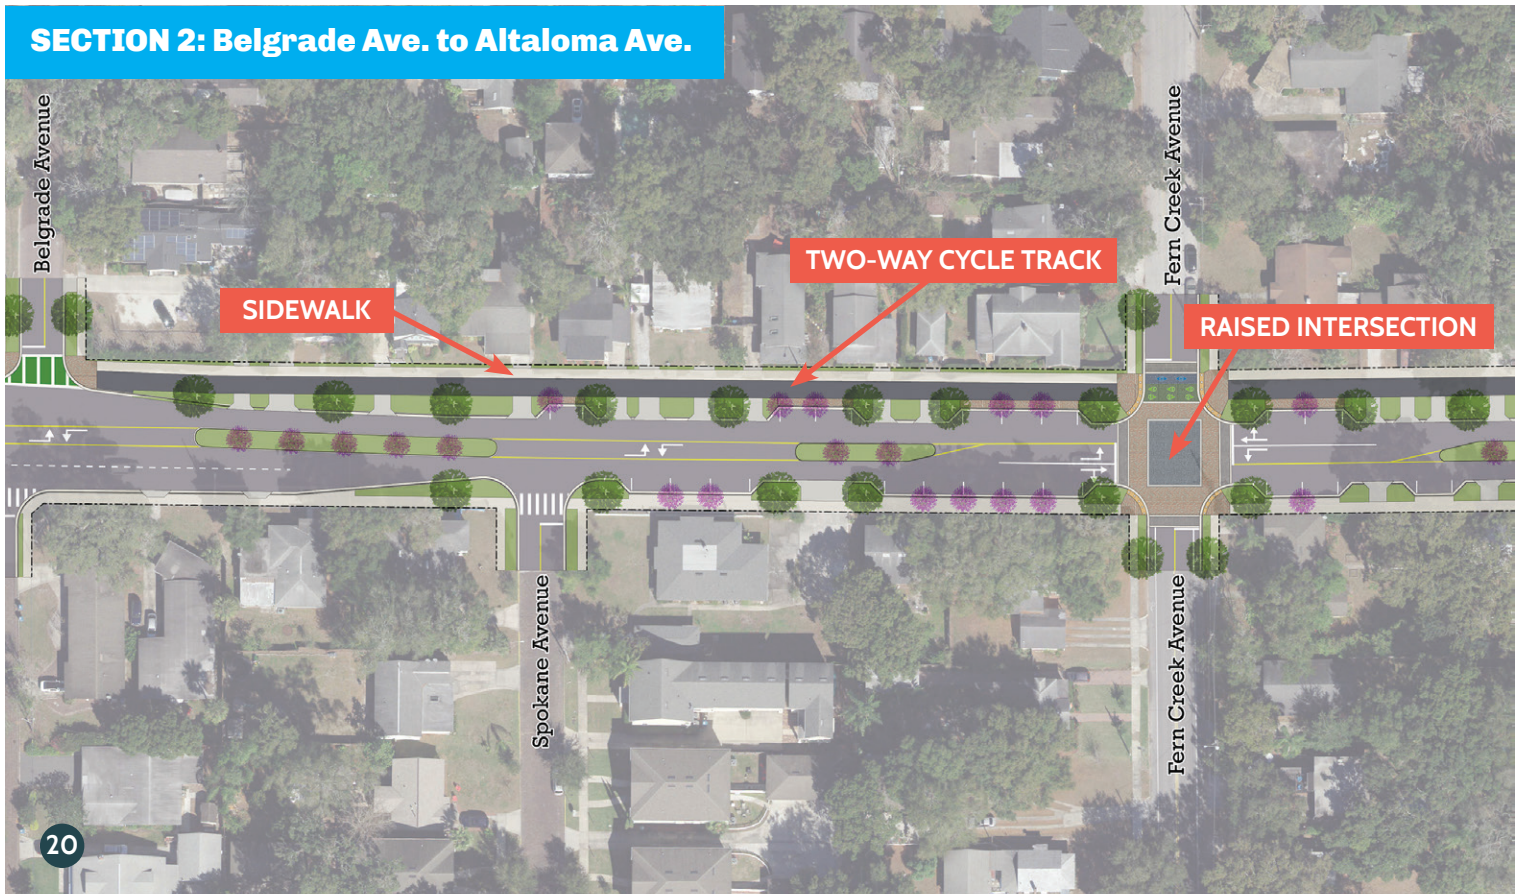 SECTION 2: Belgrade Ave. to Altaloma Ave.
Belgrade Avenue
Fern Creek Avenue
TWO-WAY CYCLE TRACK
SIDEWALK
RAISED INTERSECTION
Spokane Avenue
Fern Creek Avenue
20